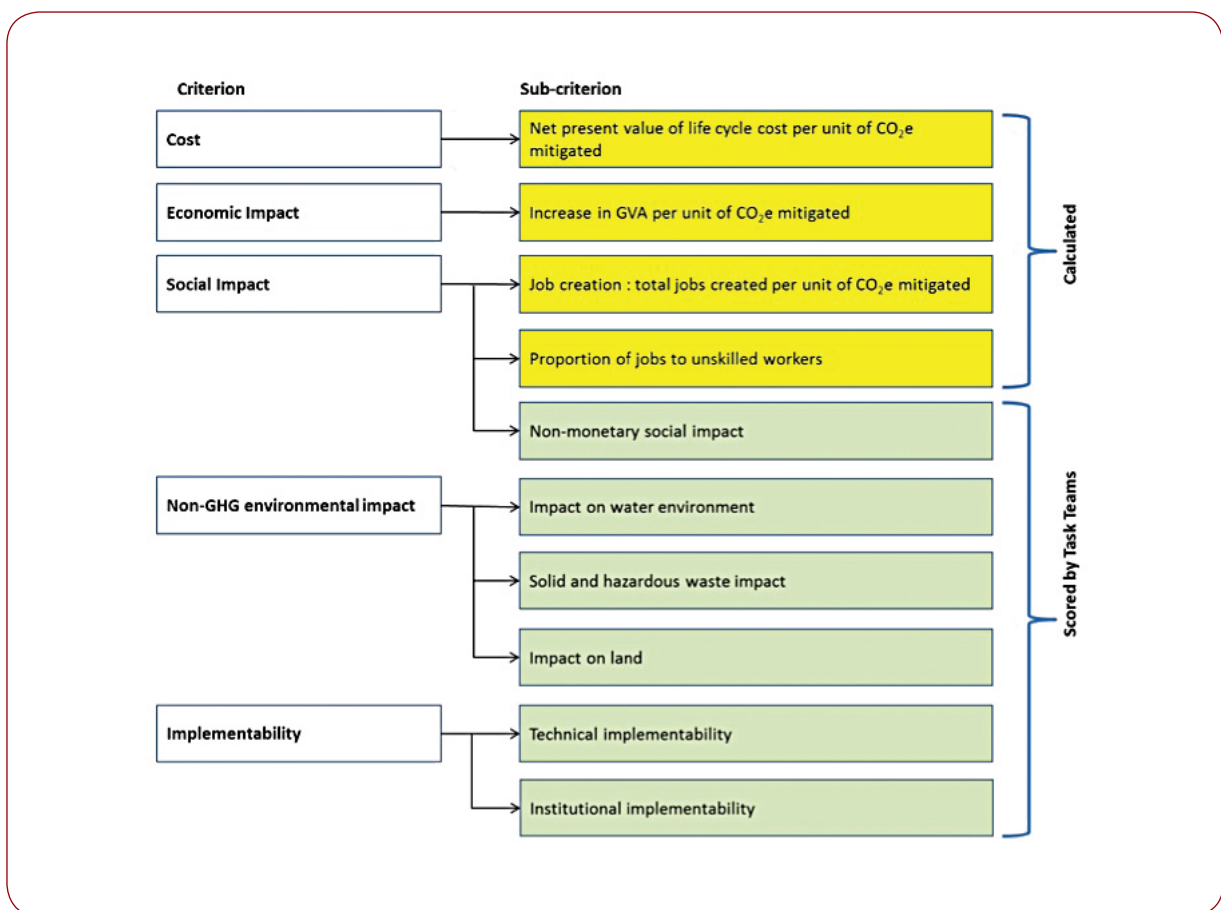 Criterion
Sub-criterion
Cost
Net present value of life cycle cost per unit of CO₂e
mitigated
Economic Impact
Increase in GVA per unit of CO₂e mitigated
Social Impact
Job creation : total jobs created per unit of CO₂e mitigated
Proportion of jobs to unskilled workers
Calculated
Non-monetary social impact
Non-GHG environmental impact
Impact on water environment
Solid and hazardous waste impact
Impact on land
Implementability
Technical implementability
Institutional implementability
Scored by Task Teams